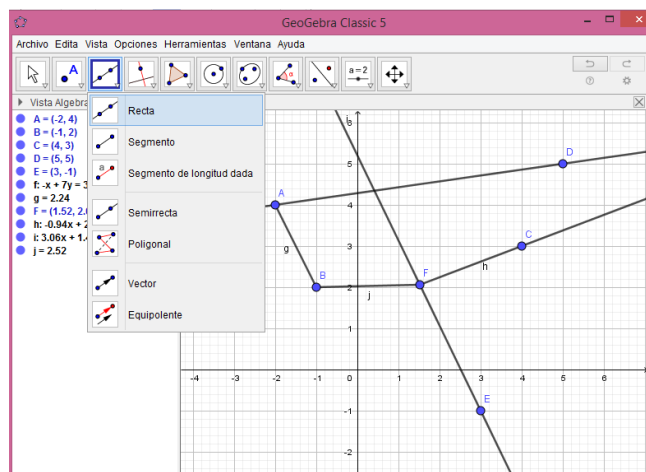 GeoGebra Classic 5
Archivo Edita Vista Opciones Herramientas Ventana Ayuda
A
α
a=2
Vista Algebra
A = (-2, 4)
B = (-1, 2)
C = (4, 3)
D = (5, 5)
E = (3, -1)
f: -x + 7y = 3
g = 2.24
F = (1.52, 2.0
h: -0.94x + 2
i: 3.06x + 1.4
j = 2.52
Recta
Segmento
a
Segmento de longitud dada
Semirrecta
Poligonal
Vector
Equipolente
i
D
5
A
4
C
3
g
h
B
F
2
j
1
-4 -3 -2 -1 0 1 2 3 4 5 6
E
-1
-2